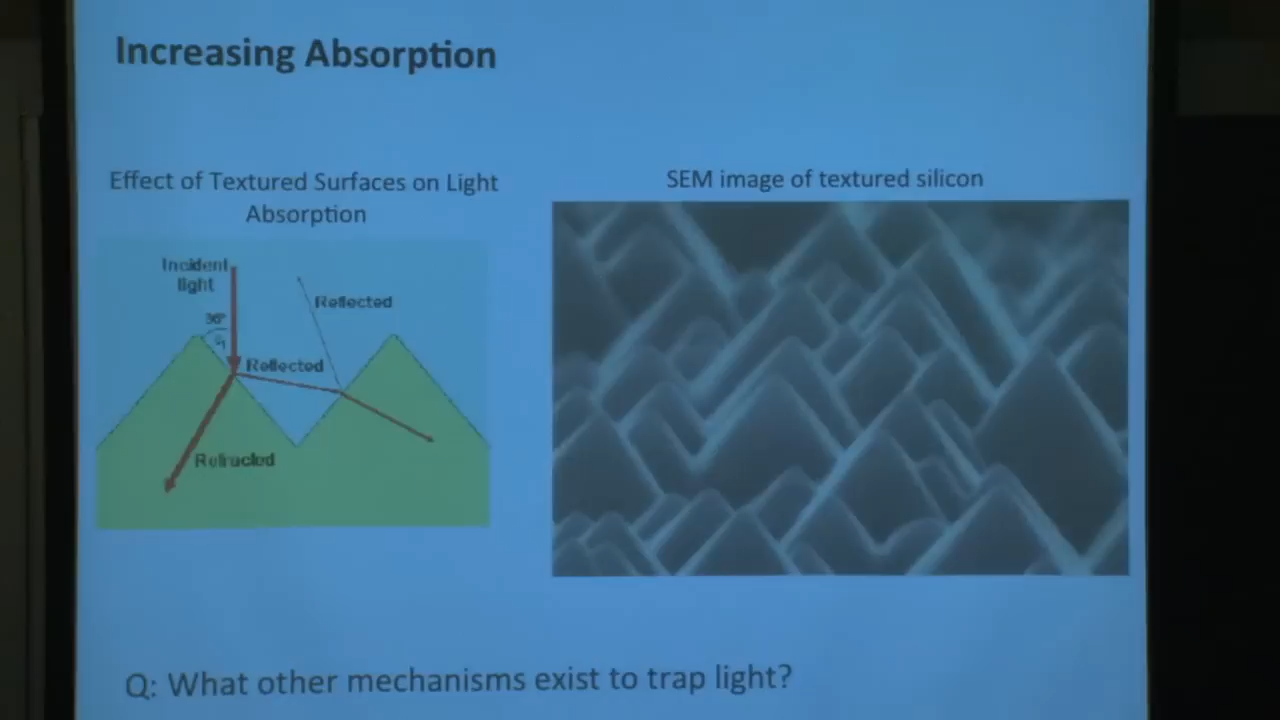 Increasing Absorption
Effect of Textured Surfaces on Light
Absorption
SEM image of textured silicon
Incident
light
Reflected
Reflected
Refracted
Q: What other mechanisms exist to trap light?